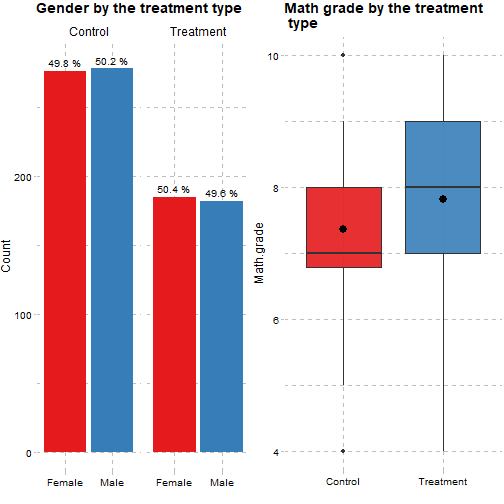 Gender by the treatment type
Control Treatment
49.8 % 50.2 %
50.4 % 49.6 %
200
100
0
Count
Female Male Female Male
Math grade by the treatment
type
10
8
6
4
Math.grade
Control Treatment